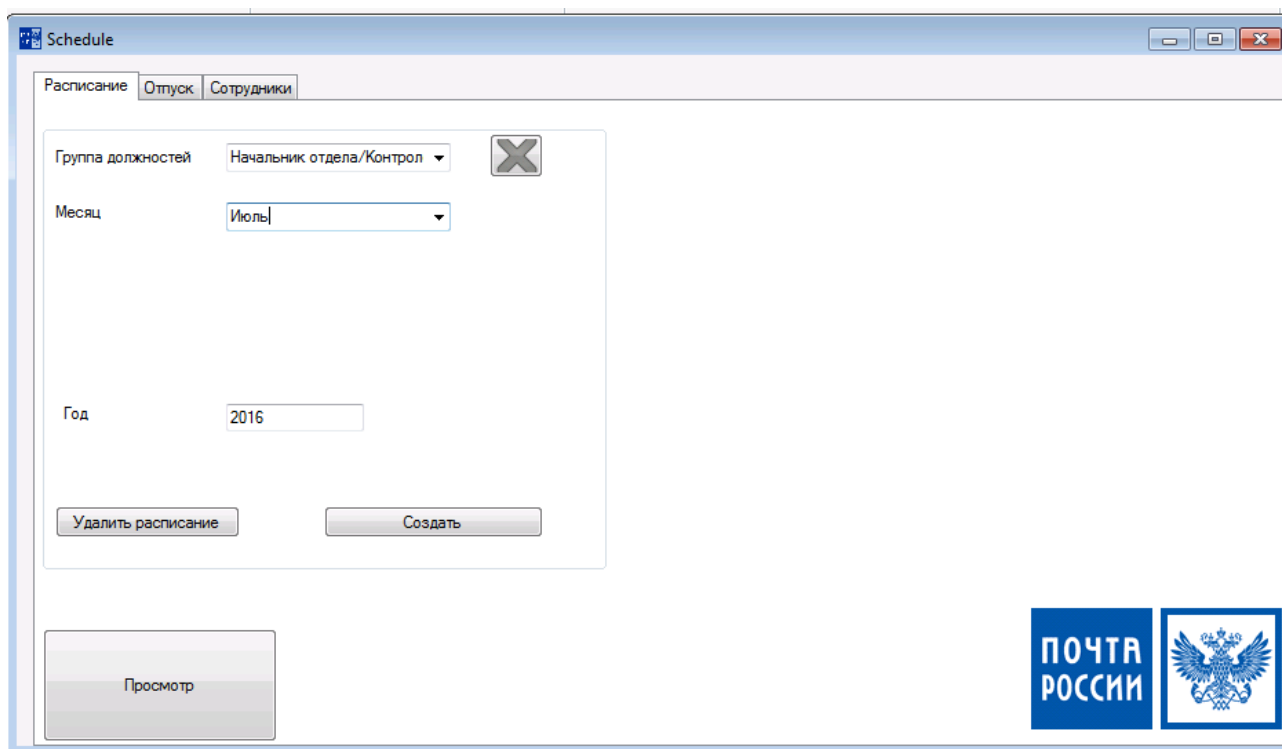 Schedule
Расписание Отпуск Сотрудники
Группа должностей Начальник отдела/Контрол
Месяц Июль
Год 2016
Удалить расписание Создать
Просмотр
ПОЧТА
РОССИИ